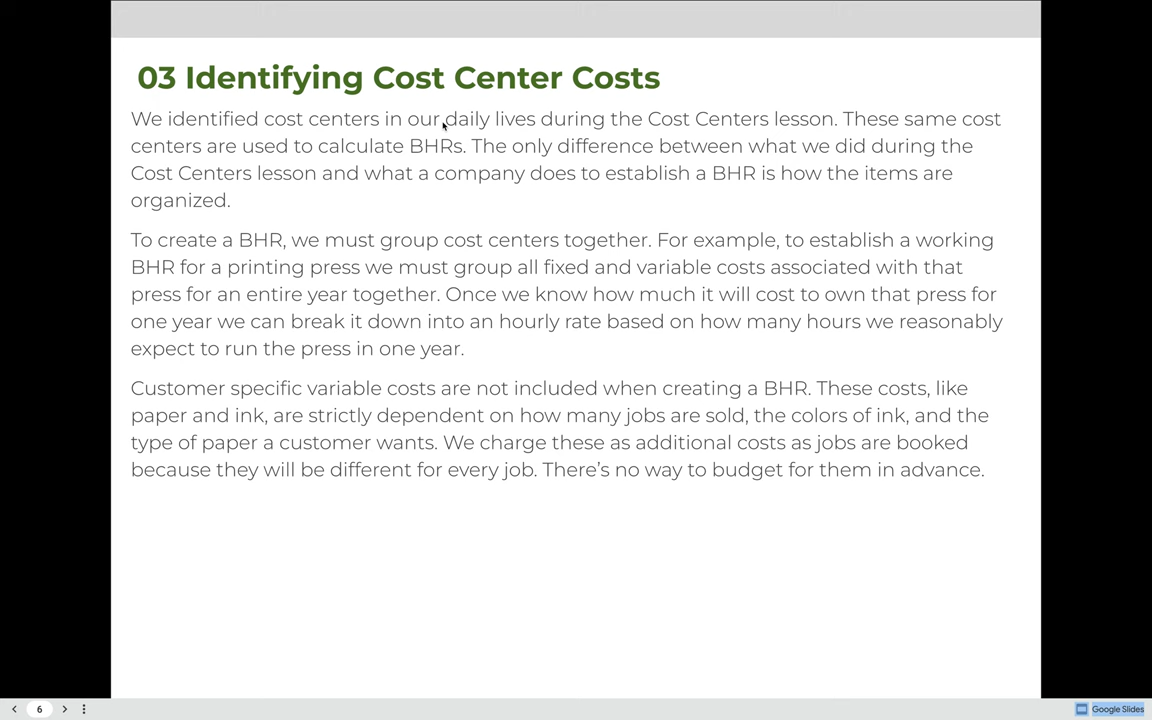 03 Identifying Cost Center Costs
We identified cost centers in our daily lives during the Cost Centers lesson. These same cost
centers are used to calculate BHRs. The only difference between what we did during the
Cost Centers lesson and what a company does to establish a BHR is how the items are
organized.
To create a BHR, we must group cost centers together. For example, to establish a working
BHR for a printing press we must group all fixed and variable costs associated with that
press for an entire year together. Once we know how much it will cost to own that press for
one year we can break it down into an hourly rate based on how many hours we reasonably
expect to run the press in one year.
Customer specific variable costs are not included when creating a BHR. These costs, like
paper and ink, are strictly dependent on how many jobs are sold, the colors of ink, and the
type of paper a customer wants. We charge these as additional costs as jobs are booked
because they will be different for every job. There’s no way to budget for them in advance.
6
Google Slides